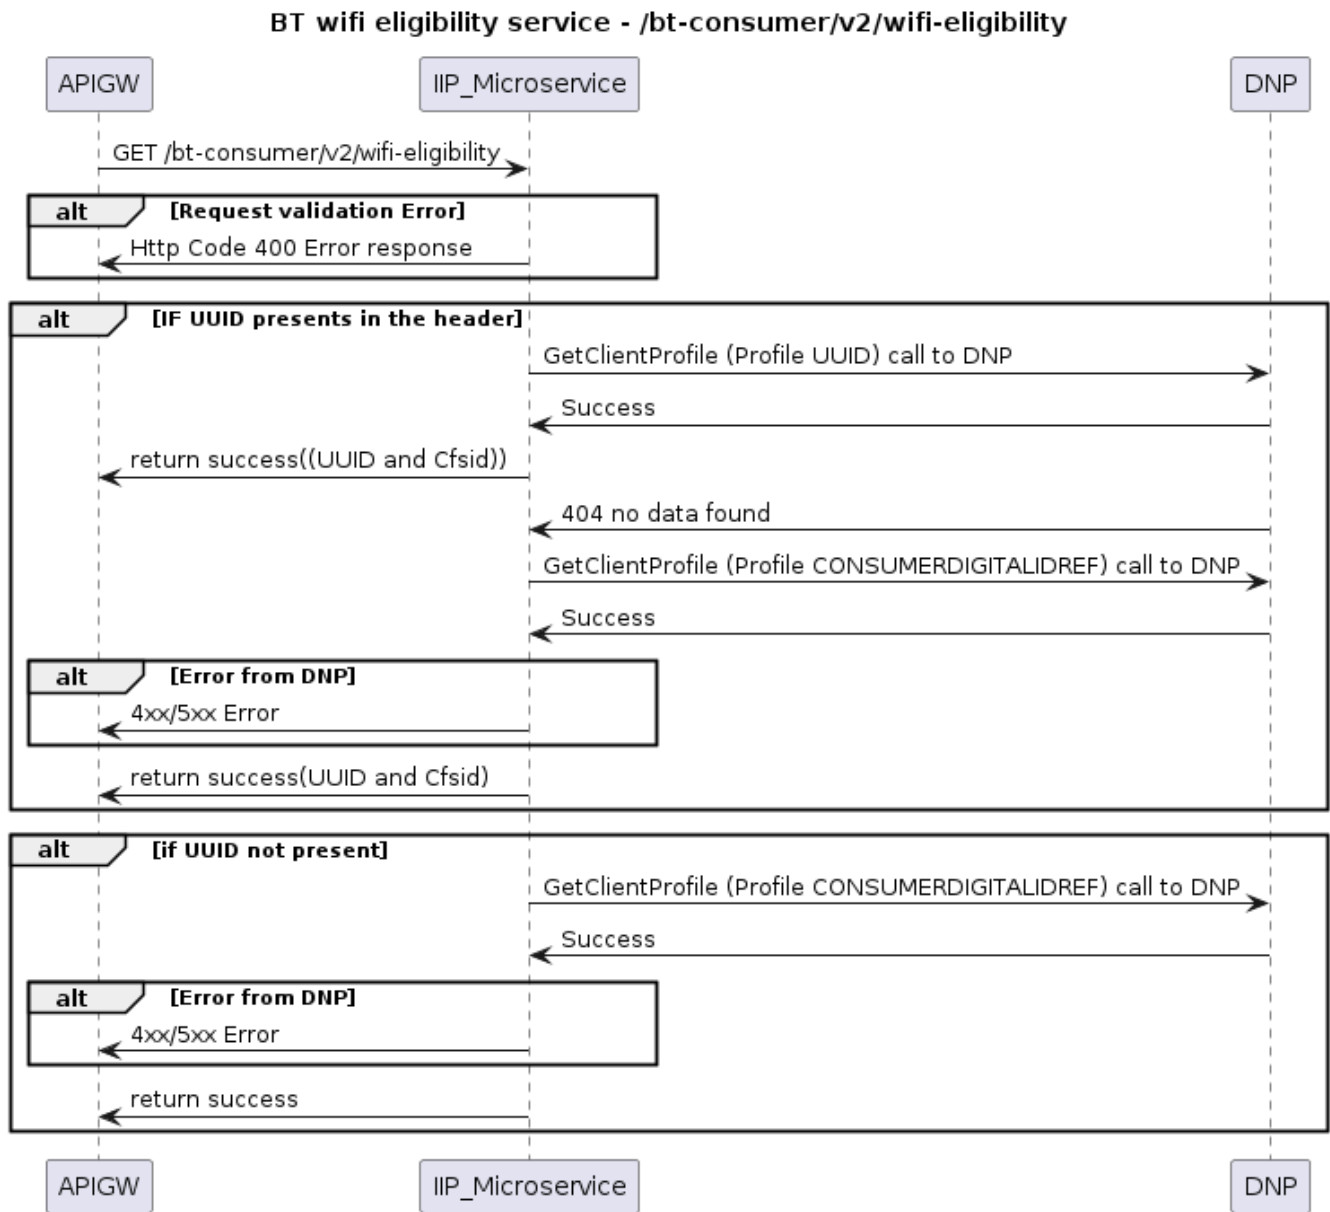 BT wifi eligibility service - /bt-consumer/v2/wifi-eligibility
APIGW IIP_Microservice DNP
GET /bt-consumer/v2/wifi-eligibility
alt [Request validation Error]
Http Code 400 Error response
alt [IF UUID presents in the header]
GetClientProfile (Profile UUID) call to DNP
Success
return success((UUID and Cfsid))
404 no data found
GetClientProfile (Profile CONSUMERDIGITALIDREF) call to DNP
Success
alt [Error from DNP]
4xx/5xx Error
return success(UUID and Cfsid)
alt [if UUID not present]
GetClientProfile (Profile CONSUMERDIGITALIDREF) call to DNP
Success
alt [Error from DNP]
4xx/5xx Error
return success
APIGW IIP_Microservice DNP